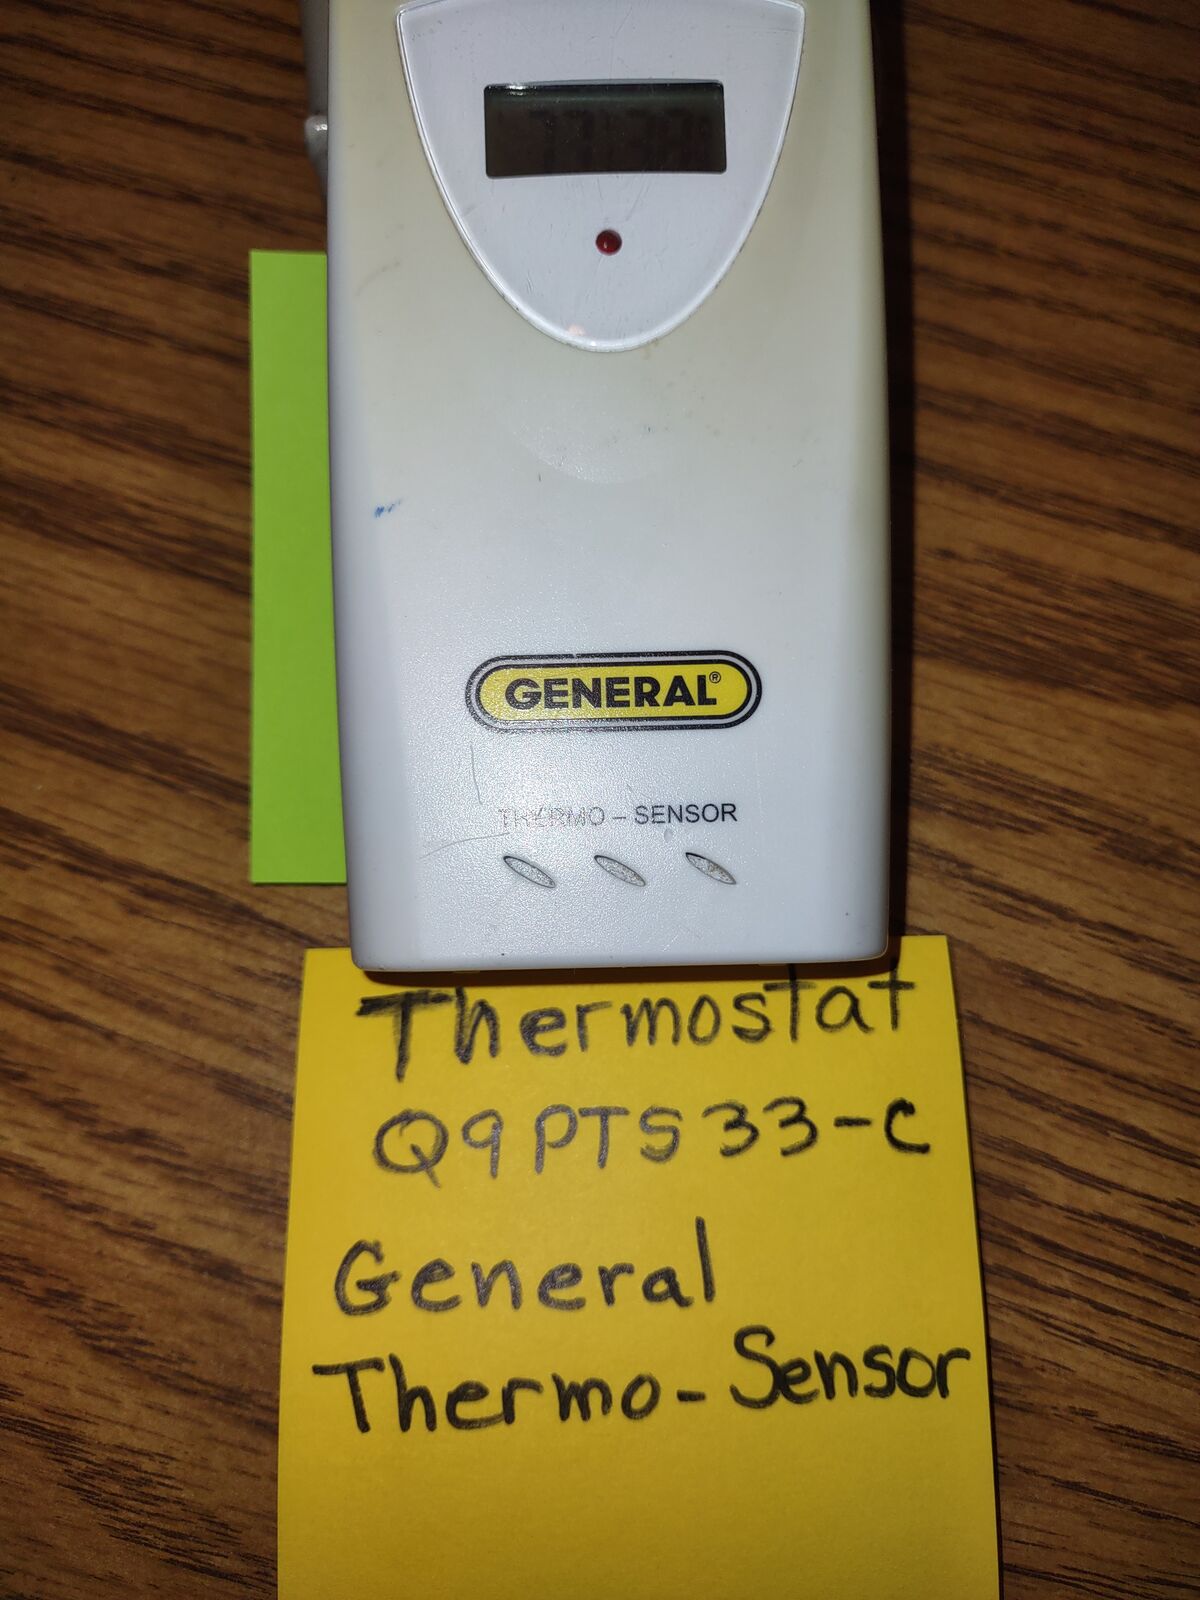 GENERAL®
THERMO – SENSOR
Thermostat
Q9PTS33-C
General
Thermo-Sensor